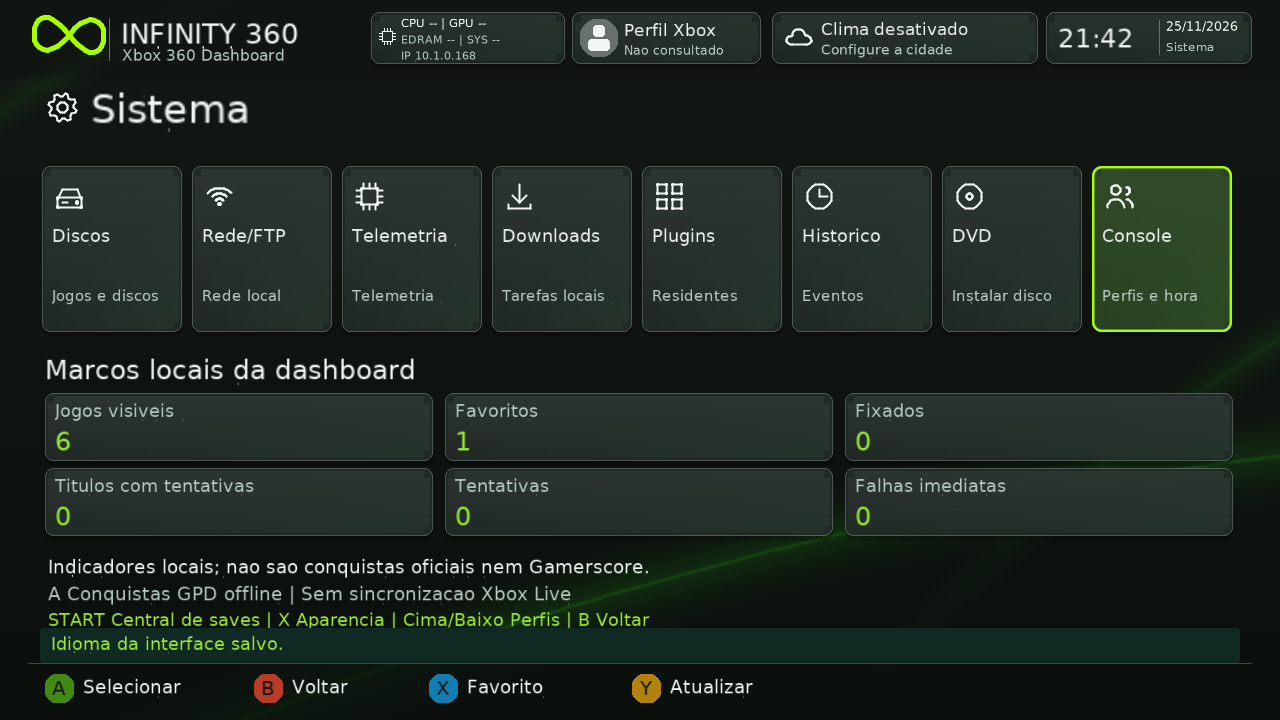 INFINITY 360
Xbox 360 Dashboard
CPU -- | GPU --
EDRAM -- | SYS --
IP 10.1.0.168
Perfil Xbox
Nao consultado
Clima desativado
Configure a cidade
21:42
25/11/2026
Sistema
Sistema
Discos
Jogos e discos
Rede/FTP
Rede local
Telemetria
Telemetria
Downloads
Tarefas locais
Plugins
Residentes
Historico
Eventos
DVD
Instalar disco
Console
Perfis e hora
Marcos locais da dashboard
Jogos visiveis
6
Favoritos
1
Fixados
0
Titulos com tentativas
0
Tentativas
0
Falhas imediatas
0
Indicadores locais; nao sao conquistas oficiais nem Gamerscore.
A Conquistas GPD offline | Sem sincronizacao Xbox Live
START Central de saves | X Aparencia | Cima/Baixo Perfis | B Voltar
Idioma da interface salvo.
A Selecionar
B Voltar
X Favorito
Y Atualizar